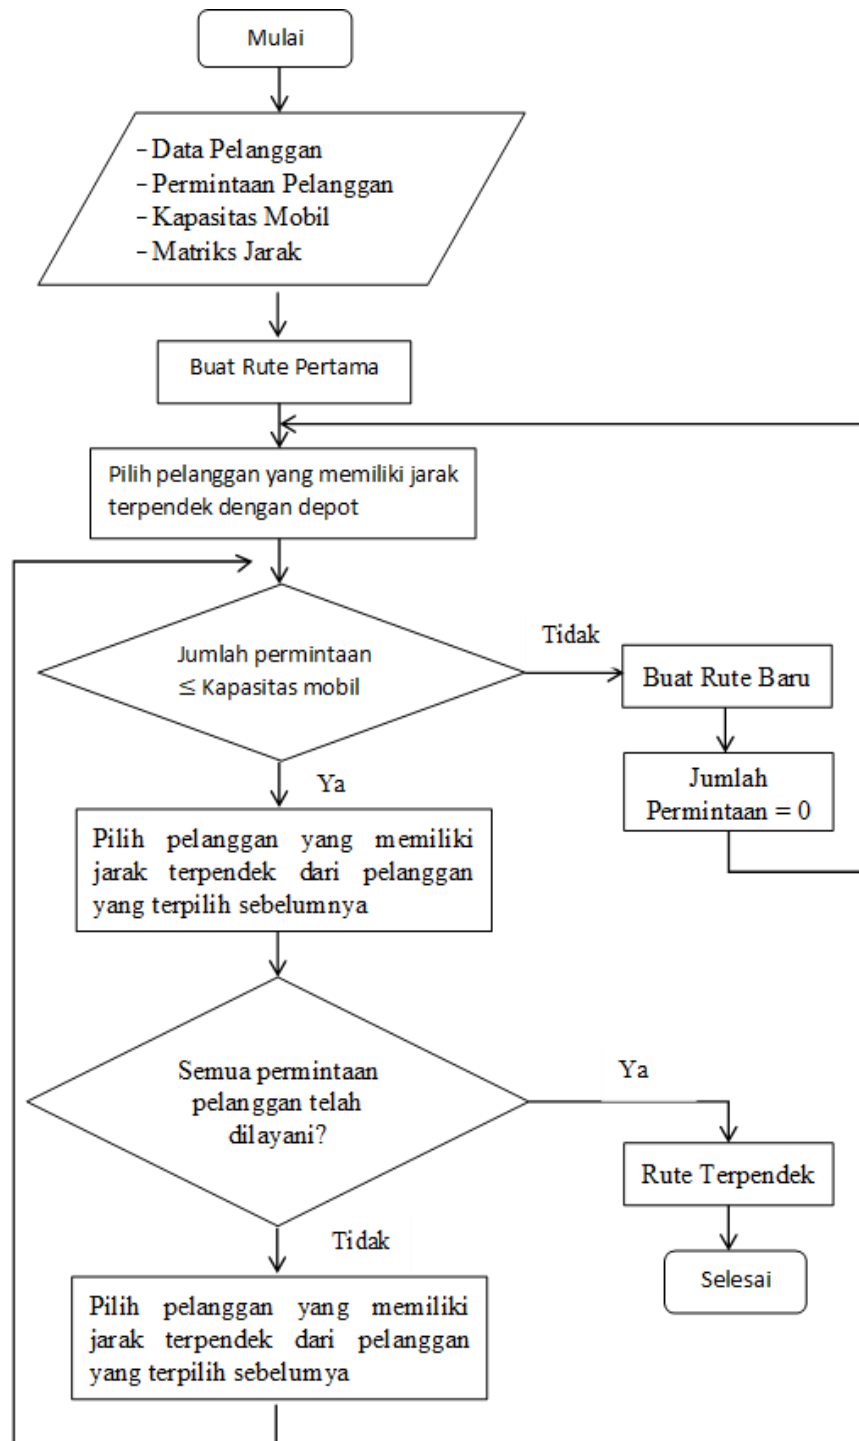 Mulai
- Data Pelanggan
- Permintaan Pelanggan
- Kapasitas Mobil
- Matriks Jarak
Buat Rute Pertama
Pilih pelanggan yang memiliki jarak
terpendek dengan depot
Jumlah permintaan
≤ Kapasitas mobil
Tidak
Buat Rute Baru
Jumlah
Permintaan = 0
Ya
Pilih pelanggan yang memiliki
jarak terpendek dari pelanggan
yang terpilih sebelumnya
Semua permintaan
pelanggan telah
dilayani?
Ya
Rute Terpendek
Selesai
Tidak
Pilih pelanggan yang memiliki
jarak terpendek dari pelanggan
yang terpilih sebelumya